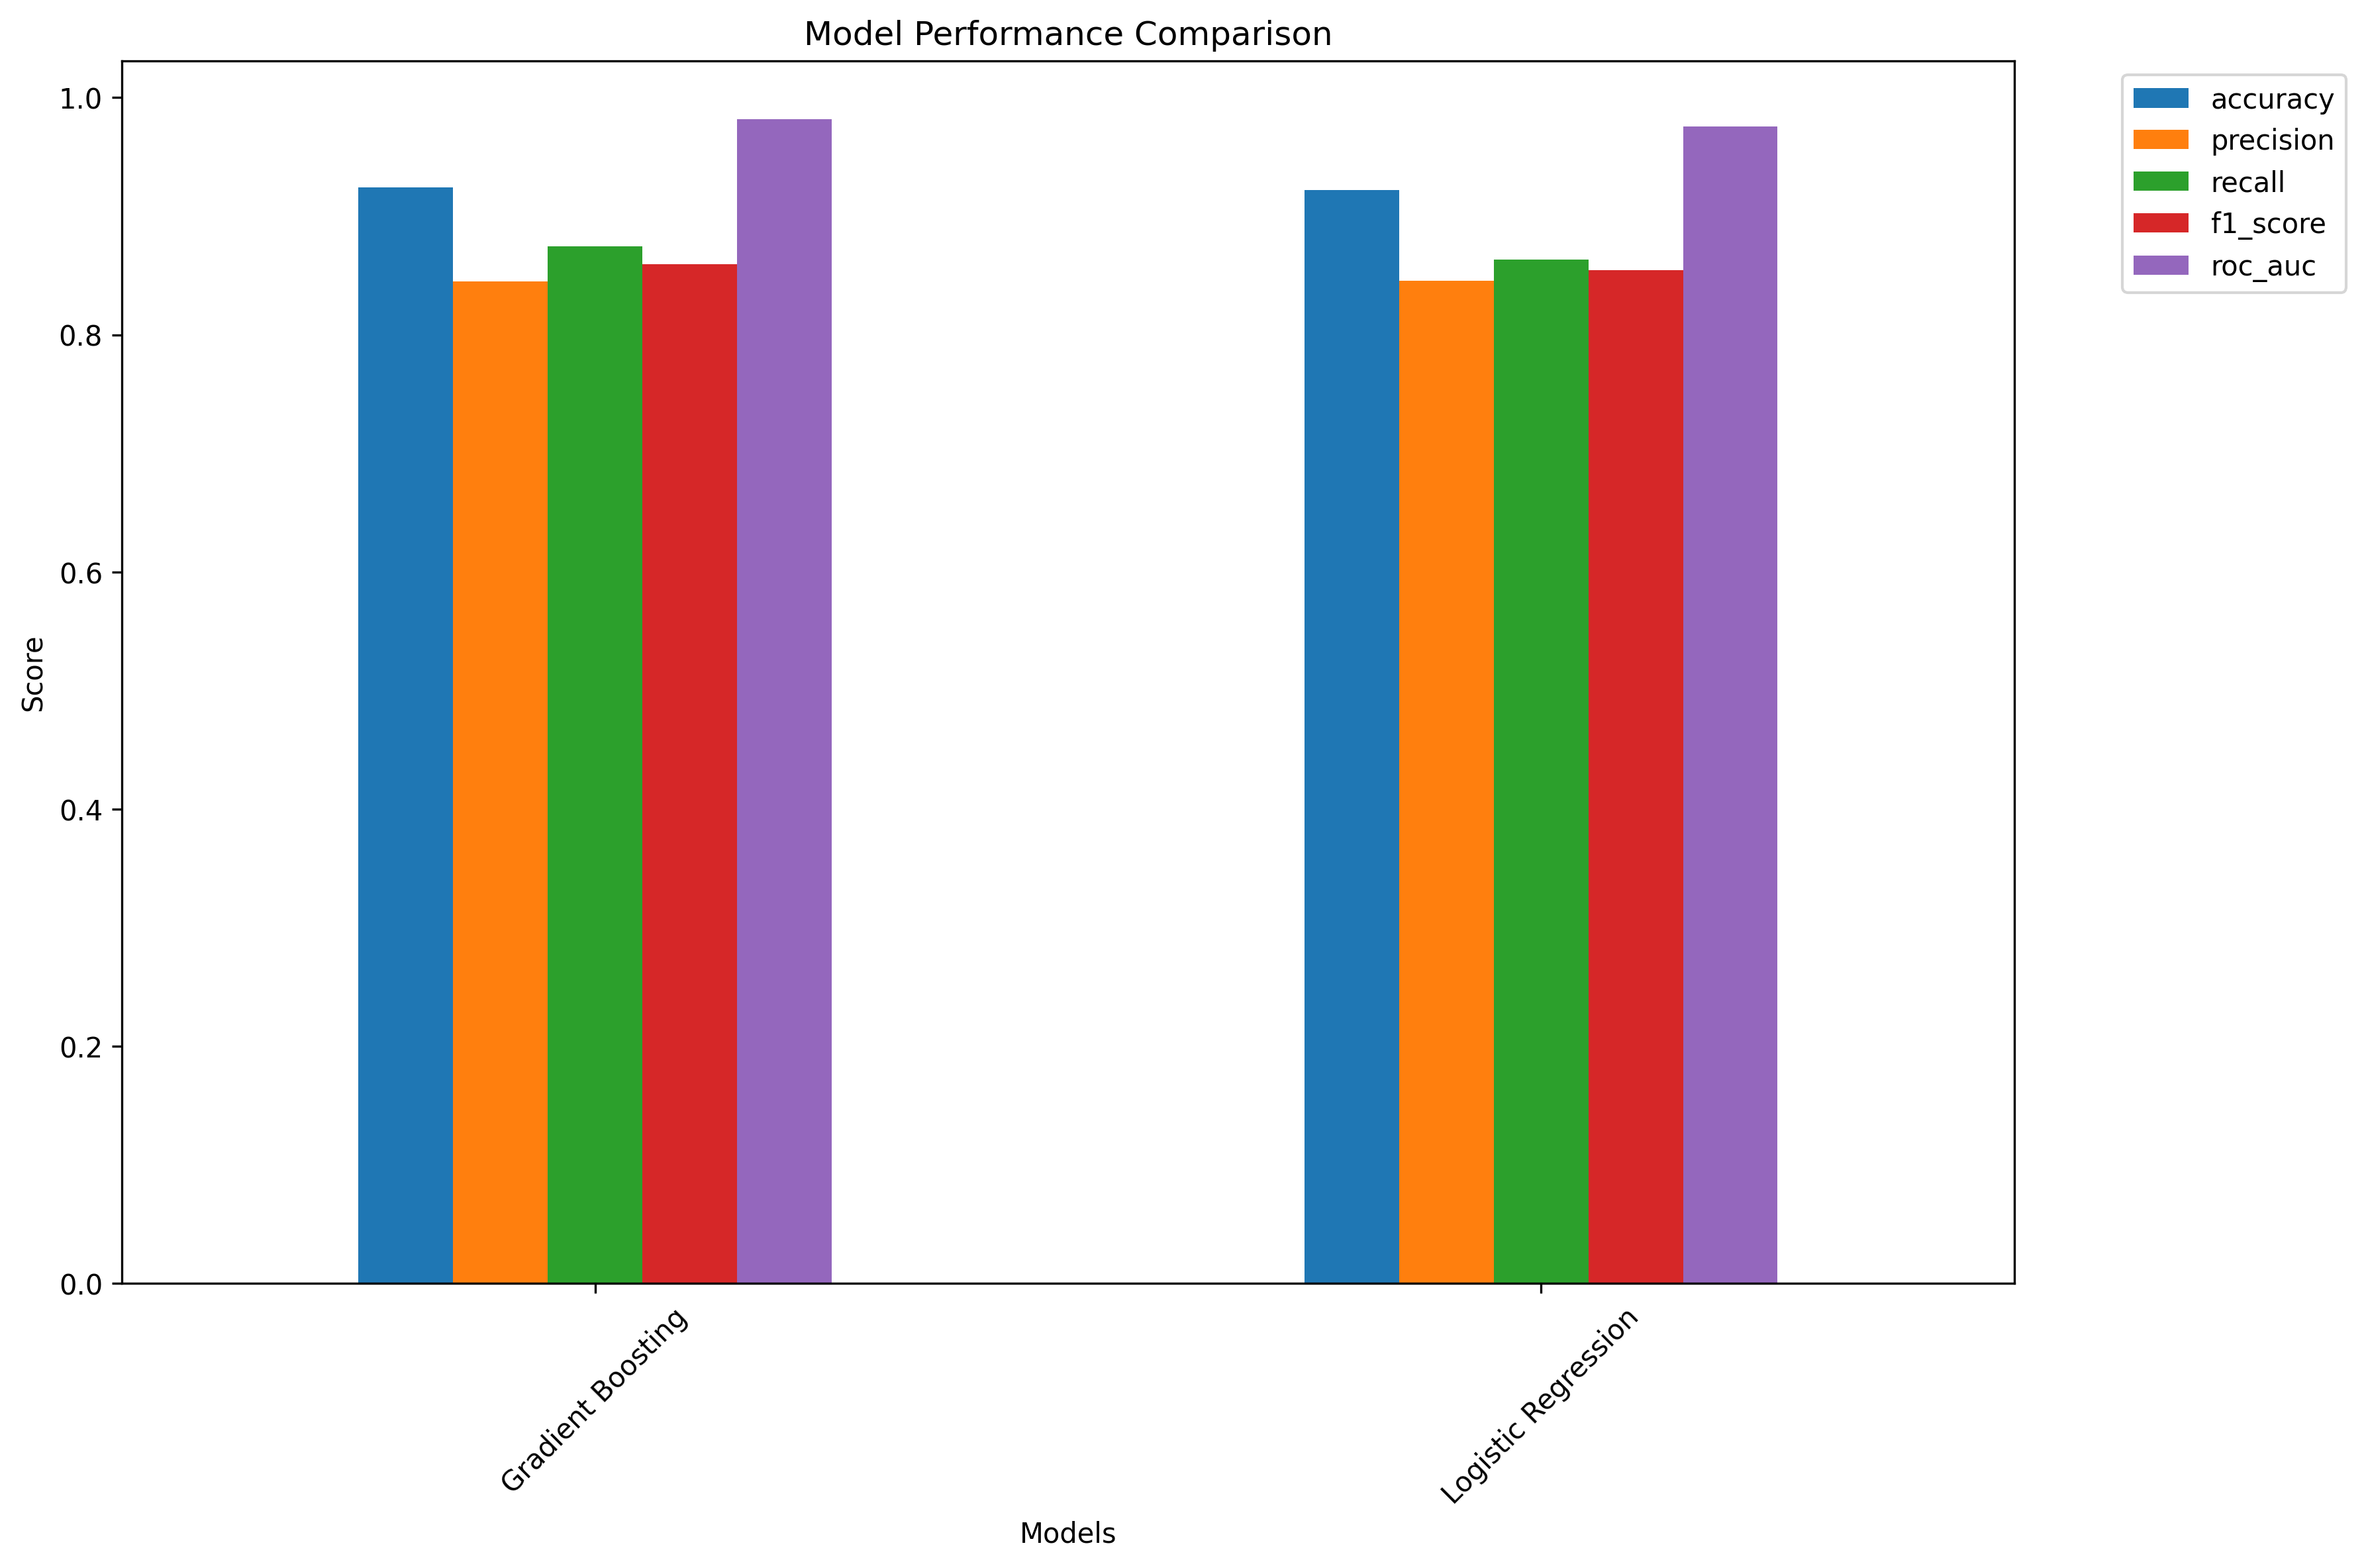 Model Performance Comparison
1.0
0.8
0.6
0.4
0.2
0.0
Score
Gradient Boosting
Logistic Regression
Models
accuracy
precision
recall
f1_score
roc_auc